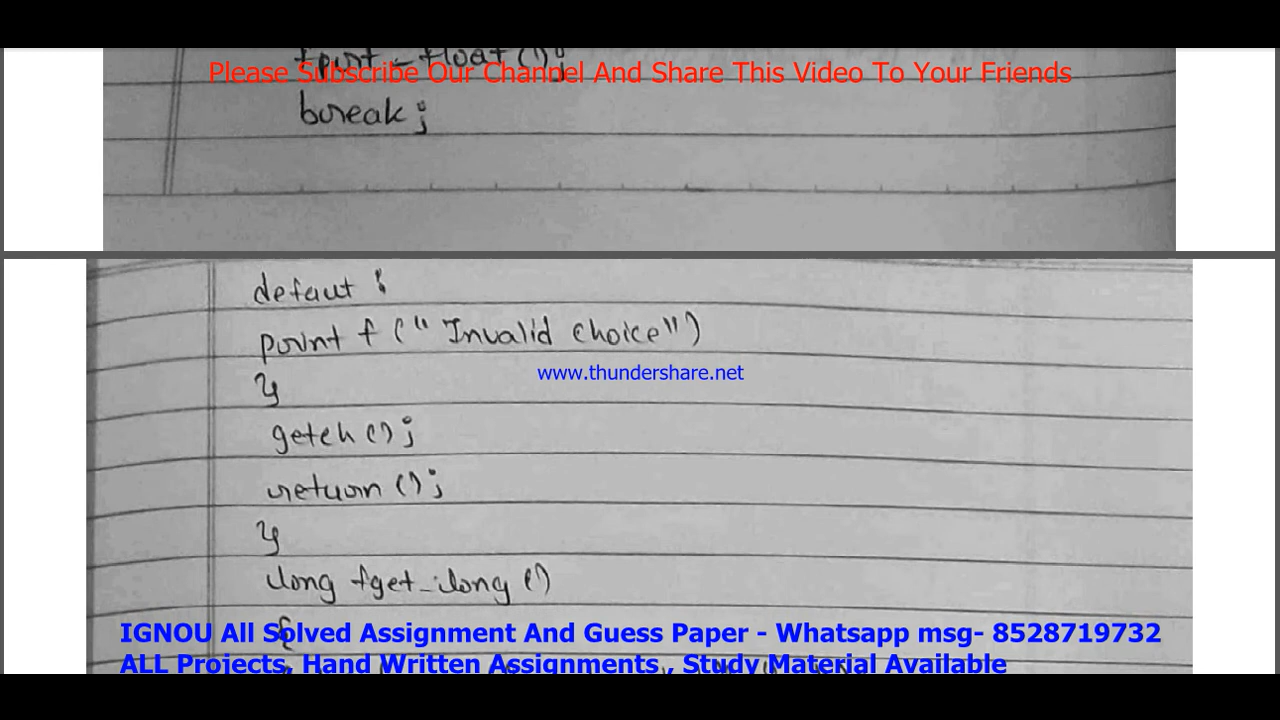 Please Subscribe Our Channel And Share This Video To Your Friends
break;
defaut :
printf ("Invalid choice")
}
getch ();
return ();
}
long fget_long ()
{
www.thundershare.net
IGNOU All Solved Assignment And Guess Paper - Whatsapp msg- 8528719732
ALL Projects, Hand Written Assignments , Study Material Available